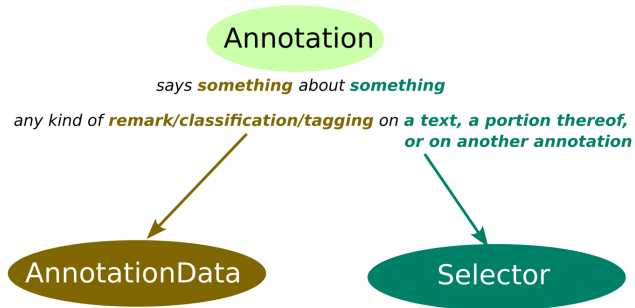 Annotation
says something about something
any kind of remark/classification/tagging on a text, a portion thereof,
or on another annotation
AnnotationData
Selector